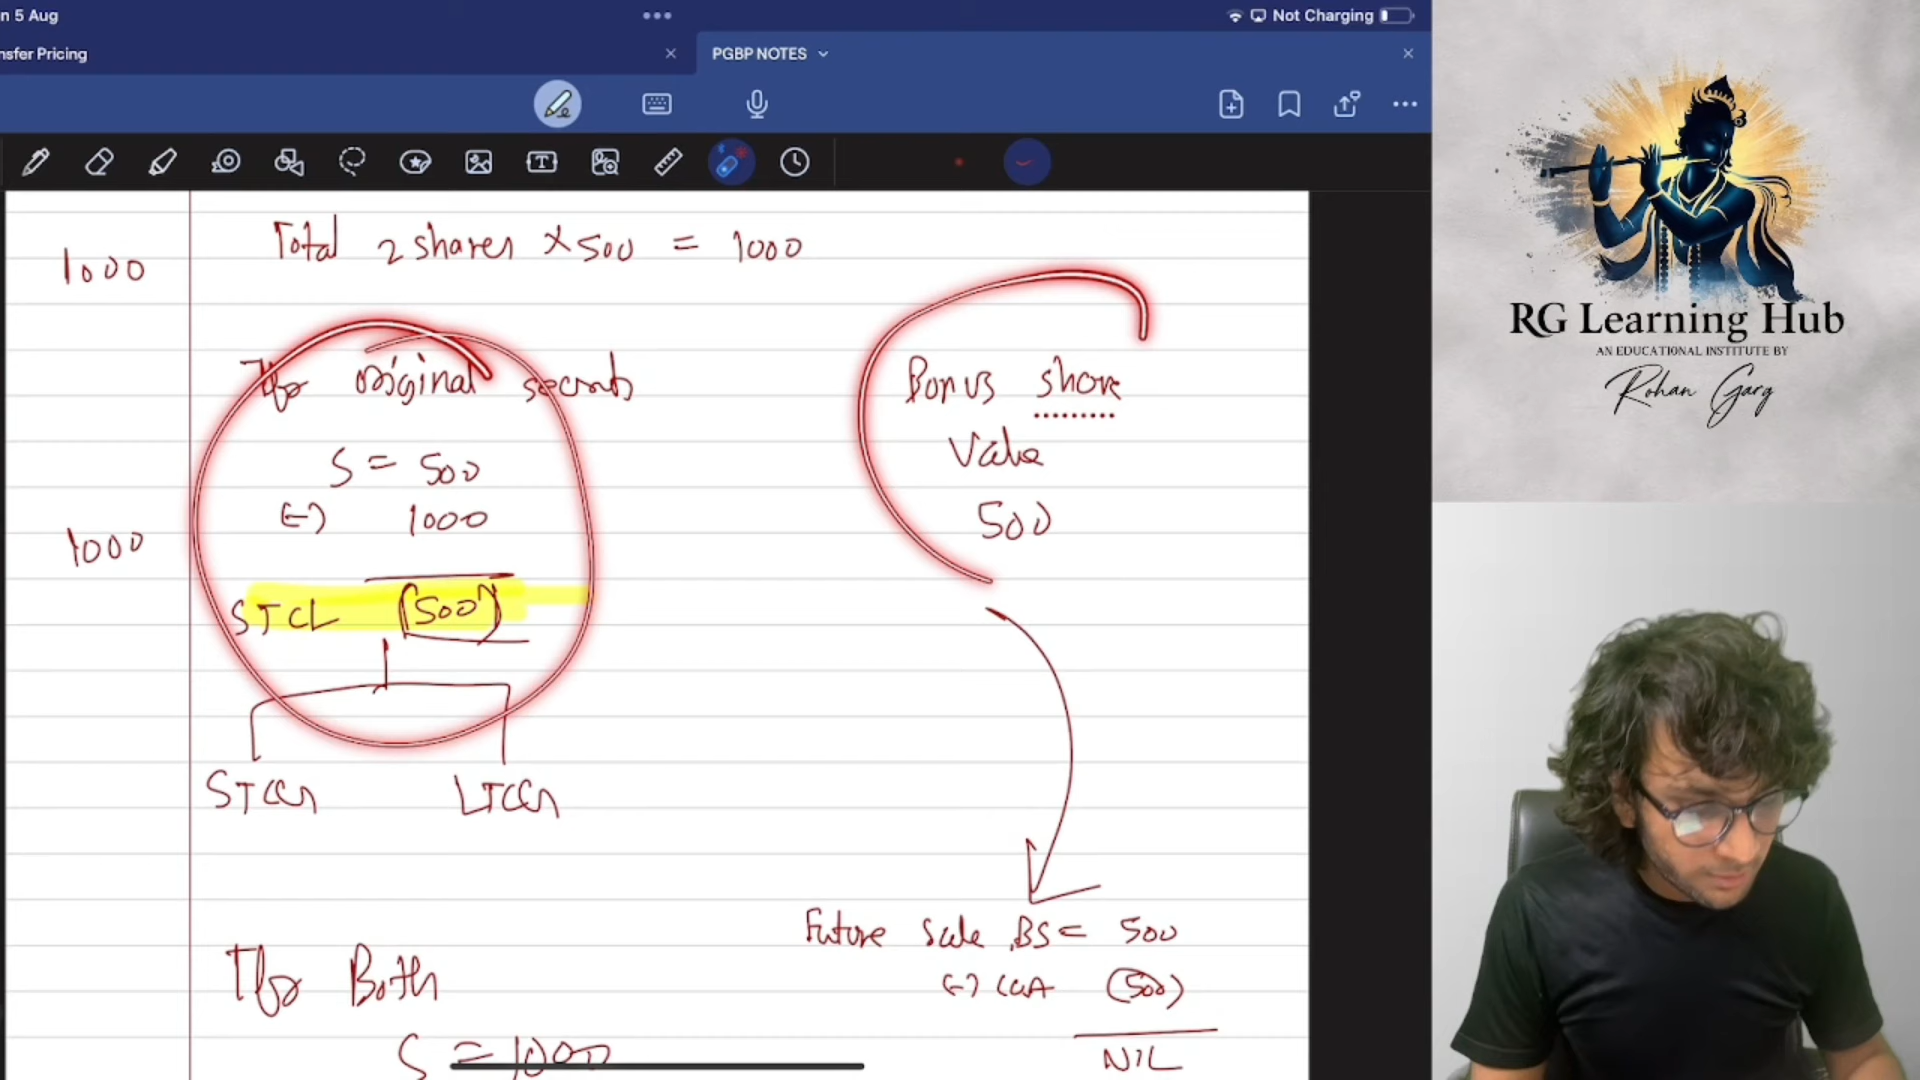 n 5 Aug
Not Charging
nsfer Pricing
PGBP NOTES
Total 2 shares × 500 = 1000
1000
Tfr original
S = 500
(-) 1000
1000
STCL (500)
STCG LTCG
Bonus share
Value
500
Future Sale BS = 500
(-) COA (500)
NIL
Tfr Both
S = 1000
RG Learning Hub
AN EDUCATIONAL INSTITUTE BY
Rohan Garg